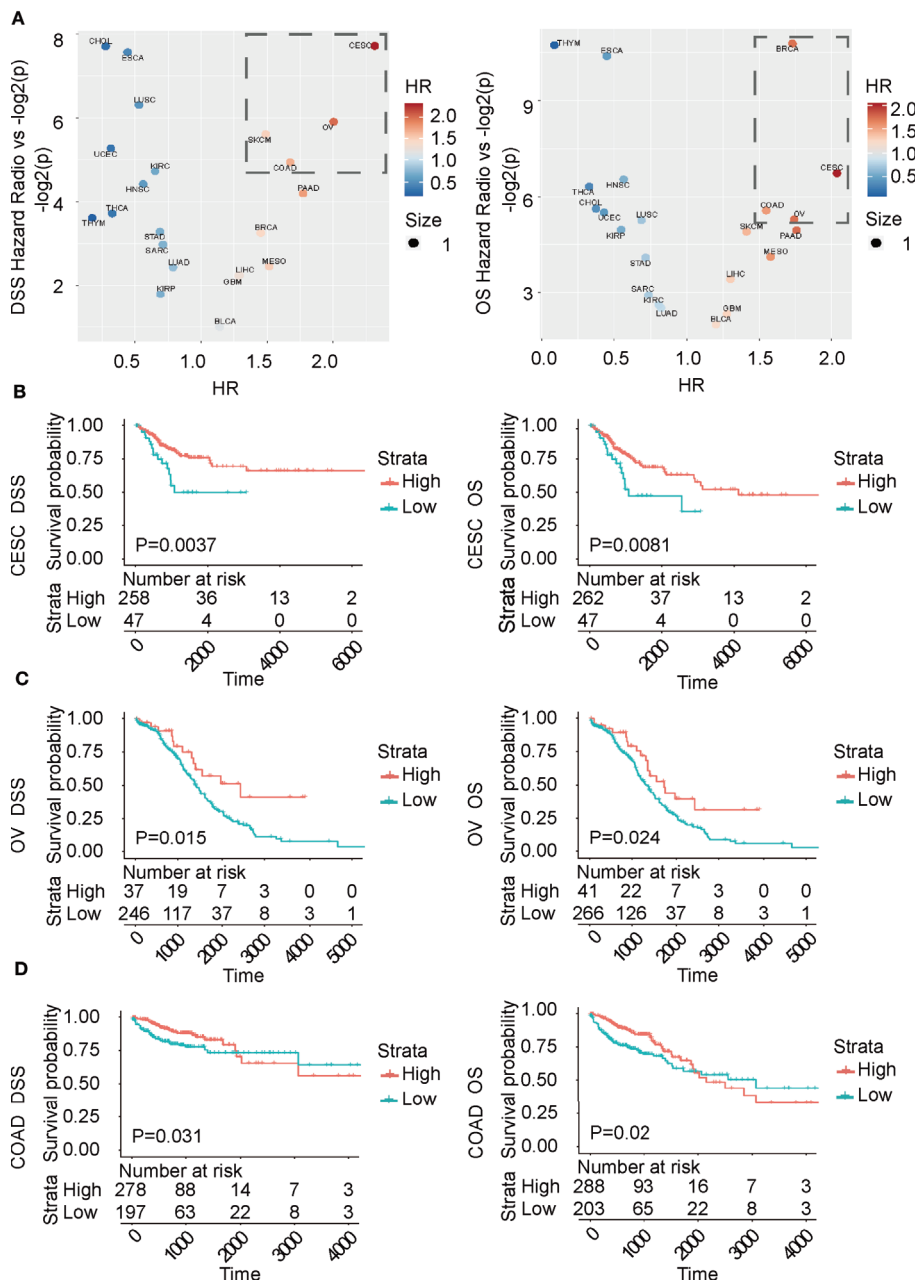 A
DSS Hazard Radio vs -log2(p)
-log2(p)
8
6
4
2
CHOL
ESCA
CESC
LUSC
OV
SKCM
UCEC
COAD
KIRC
HNSC
PAAD
THCA
THYM
BRCA
STAD
SARC
LUAD
LIHC
MESO
GBM
KIRP
BLCA
0.5 1.0 1.5 2.0
HR
HR
2.0
1.5
1.0
0.5
Size
1
OS Hazard Radio vs -log2(p)
9
-6
3
THYM
ESCA
BRCA
CESC
THCA
HNSC
CHOL
UCEC
LUSC
COAD
OV
KIRP
SKCM
PAAD
STAD
MESO
LIHC
SARC
KIRC
LUAD
GBM
BLCA
0.0 0.5 1.0 1.5 2.0
HR
HR
2.0
1.5
1.0
0.5
Size
1
B
CESC DSS
Survival probability
1.00
0.75
0.50
0.25
0.00
P=0.0037
Strata
High
Low
Number at risk
Strata
High 258 36 13 2
Low 47 4 0 0
0 2000 4000 6000
Time
CESC OS
Survival probability
1.00
0.75
0.50
0.25
0.00
P=0.0081
Strata
High
Low
Number at risk
Strata
High 262 37 13 2
Low 47 4 0 0
0 2000 4000 6000
Time
C
OV DSS
Survival probability
1.00
0.75
0.50
0.25
0.00
P=0.015
Strata
High
Low
Number at risk
Strata
High 37 19 7 3 0 0
Low 246 117 37 8 3 1
0 1000 2000 3000 4000 5000
Time
OV OS
Survival probability
1.00
0.75
0.50
0.25
0.00
P=0.024
Strata
High
Low
Number at risk
Strata
High 41 22 7 3 0 0
Low 266 126 37 8 3 1
0 1000 2000 3000 4000 5000
Time
D
COAD DSS
Survival probability
1.00
0.75
0.50
0.25
0.00
P=0.031
Strata
High
Low
Number at risk
Strata
High 278 88 14 7 3
Low 197 63 22 8 3
0 1000 2000 3000 4000
Time
COAD OS
Survival probability
1.00
0.75
0.50
0.25
0.00
P=0.02
Strata
High
Low
Number at risk
Strata
High 288 93 16 7 3
Low 203 65 22 8 3
0 1000 2000 3000 4000
Time